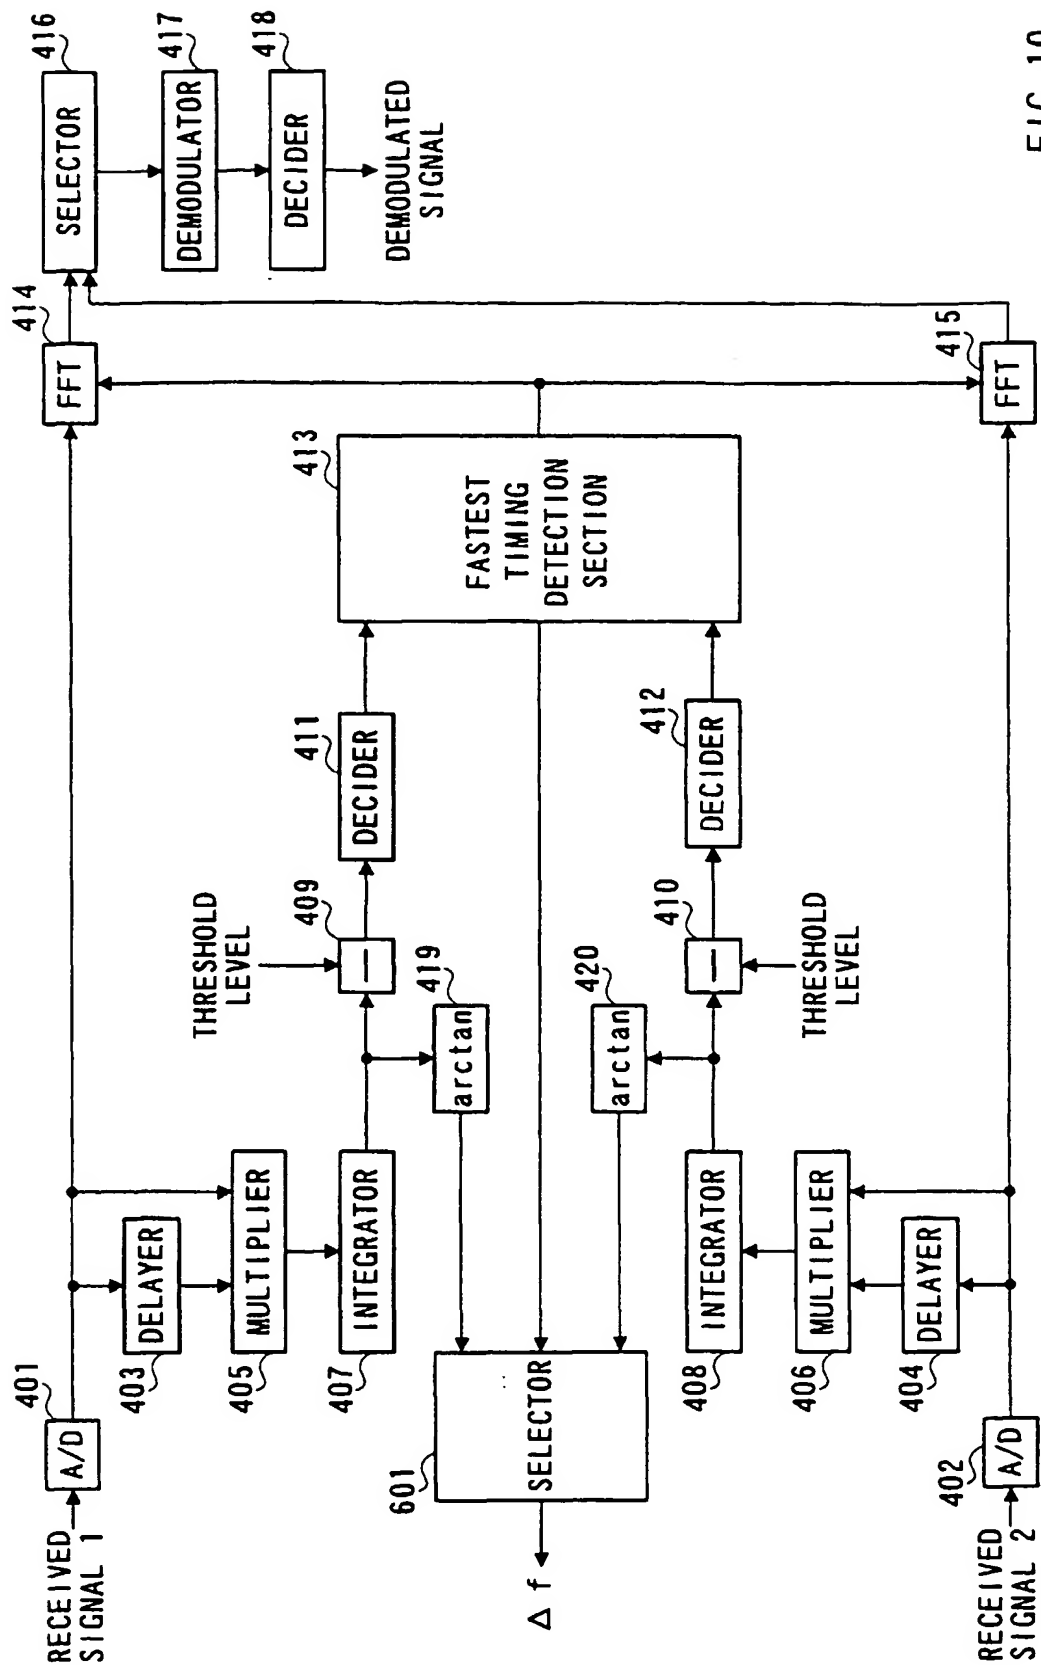 RECEIVED
SIGNAL 1
A/D
401
DELAYER
403
MULTIPLIER
405
INTEGRATOR
407
THRESHOLD
LEVEL
409
DECIDER
411
arctan
419
FASTEST
TIMING
DETECTION
SECTION
413
FFT
414
SELECTOR
416
DEMODULATOR
417
DECIDER
418
DEMODULATED
SIGNAL
SELECTOR
601
Δ f
arctan
420
INTEGRATOR
408
THRESHOLD
LEVEL
410
DECIDER
412
MULTIPLIER
406
DELAYER
404
RECEIVED
SIGNAL 2
A/D
402
FFT
415